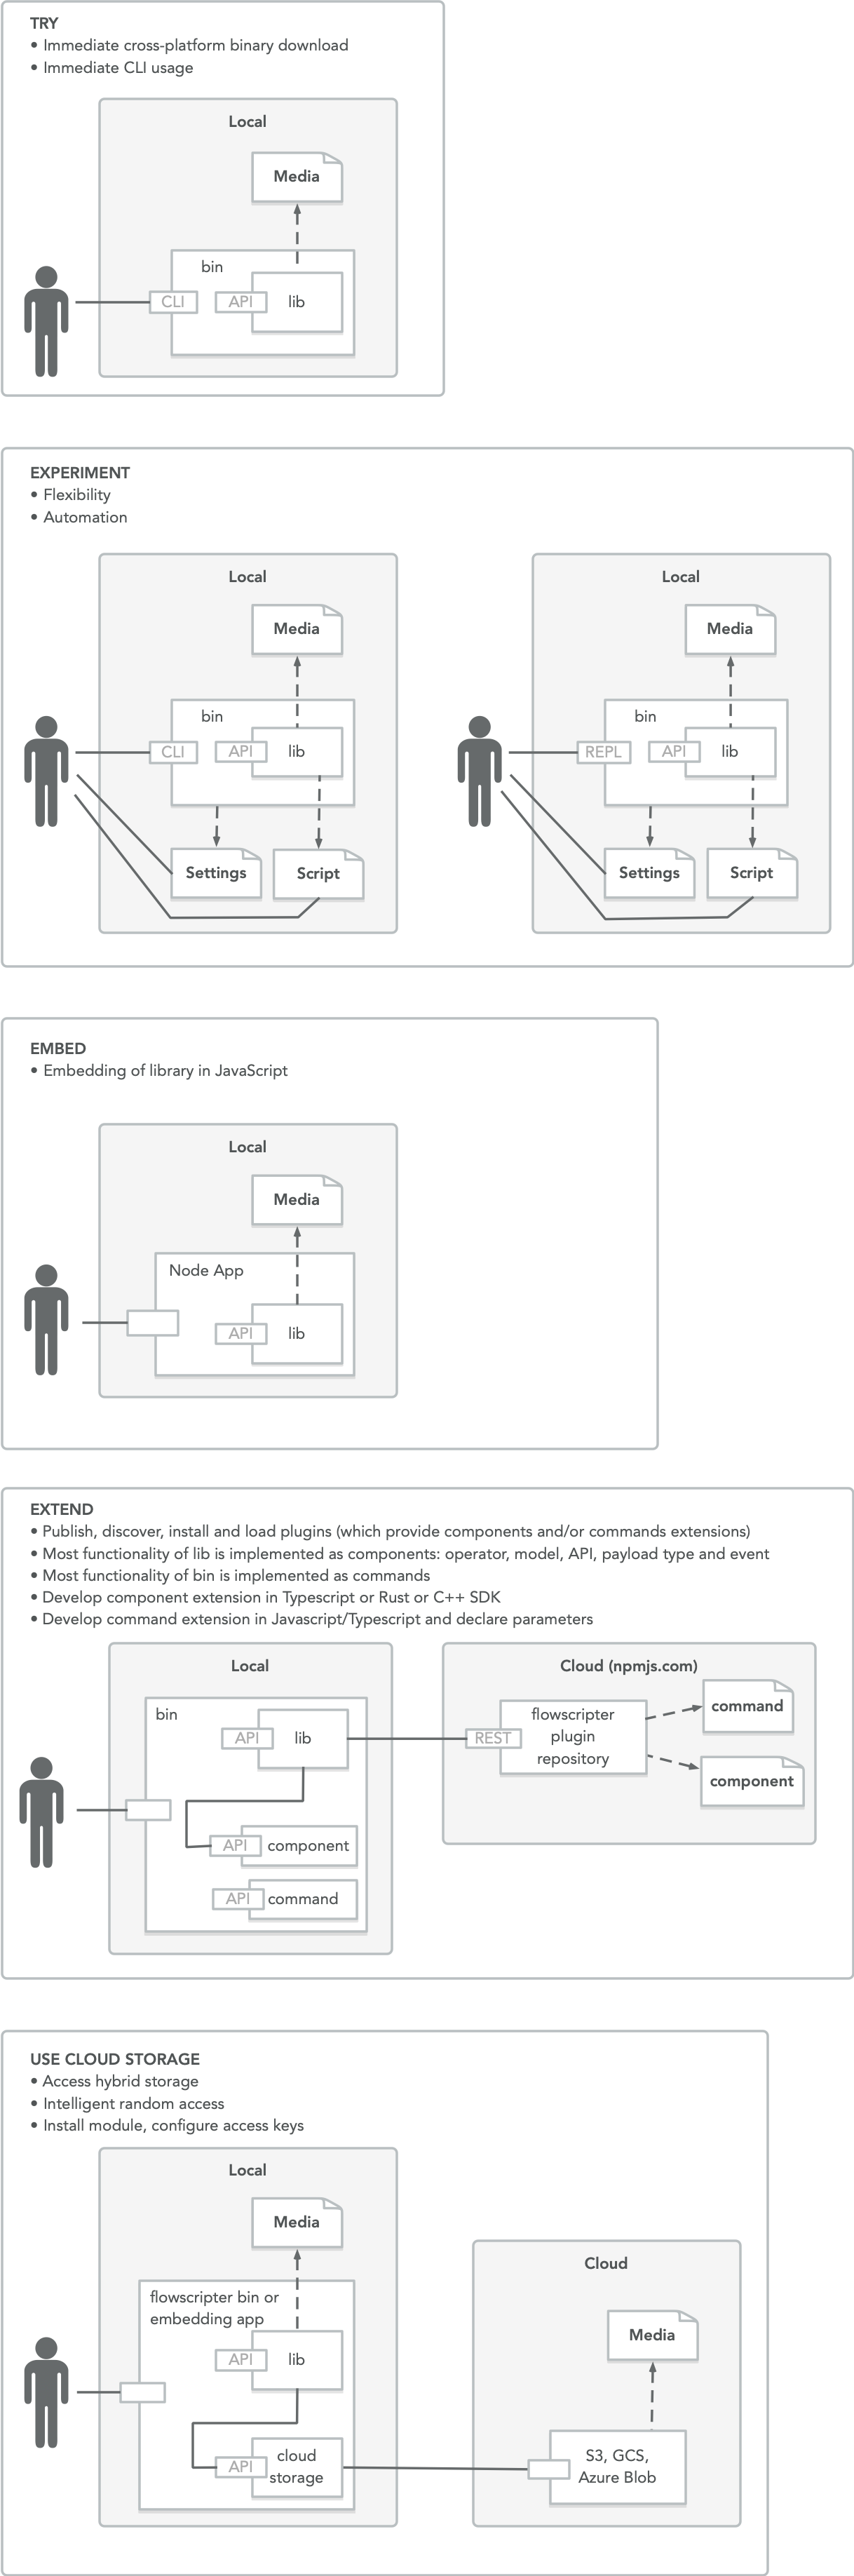 TRY
• Immediate cross-platform binary download
• Immediate CLI usage
Local
Media
bin
CLI
API
lib
EXPERIMENT
• Flexibility
• Automation
Local
Media
bin
CLI
API
lib
Settings
Script
Local
Media
bin
REPL
API
lib
Settings
Script
EMBED
• Embedding of library in JavaScript
Local
Media
Node App
API
lib
EXTEND
• Publish, discover, install and load plugins (which provide components and/or commands extensions)
• Most functionality of lib is implemented as components: operator, model, API, payload type and event
• Most functionality of bin is implemented as commands
• Develop component extension in Typescript or Rust or C++ SDK
• Develop command extension in Javascript/Typescript and declare parameters
Local
bin
API
lib
API
component
API
command
Cloud (npmjs.com)
REST
flowscripter
plugin
repository
command
component
USE CLOUD STORAGE
• Access hybrid storage
• Intelligent random access
• Install module, configure access keys
Local
Media
flowscripter bin or
embedding app
API
lib
API
cloud
storage
Cloud
Media
S3, GCS,
Azure Blob